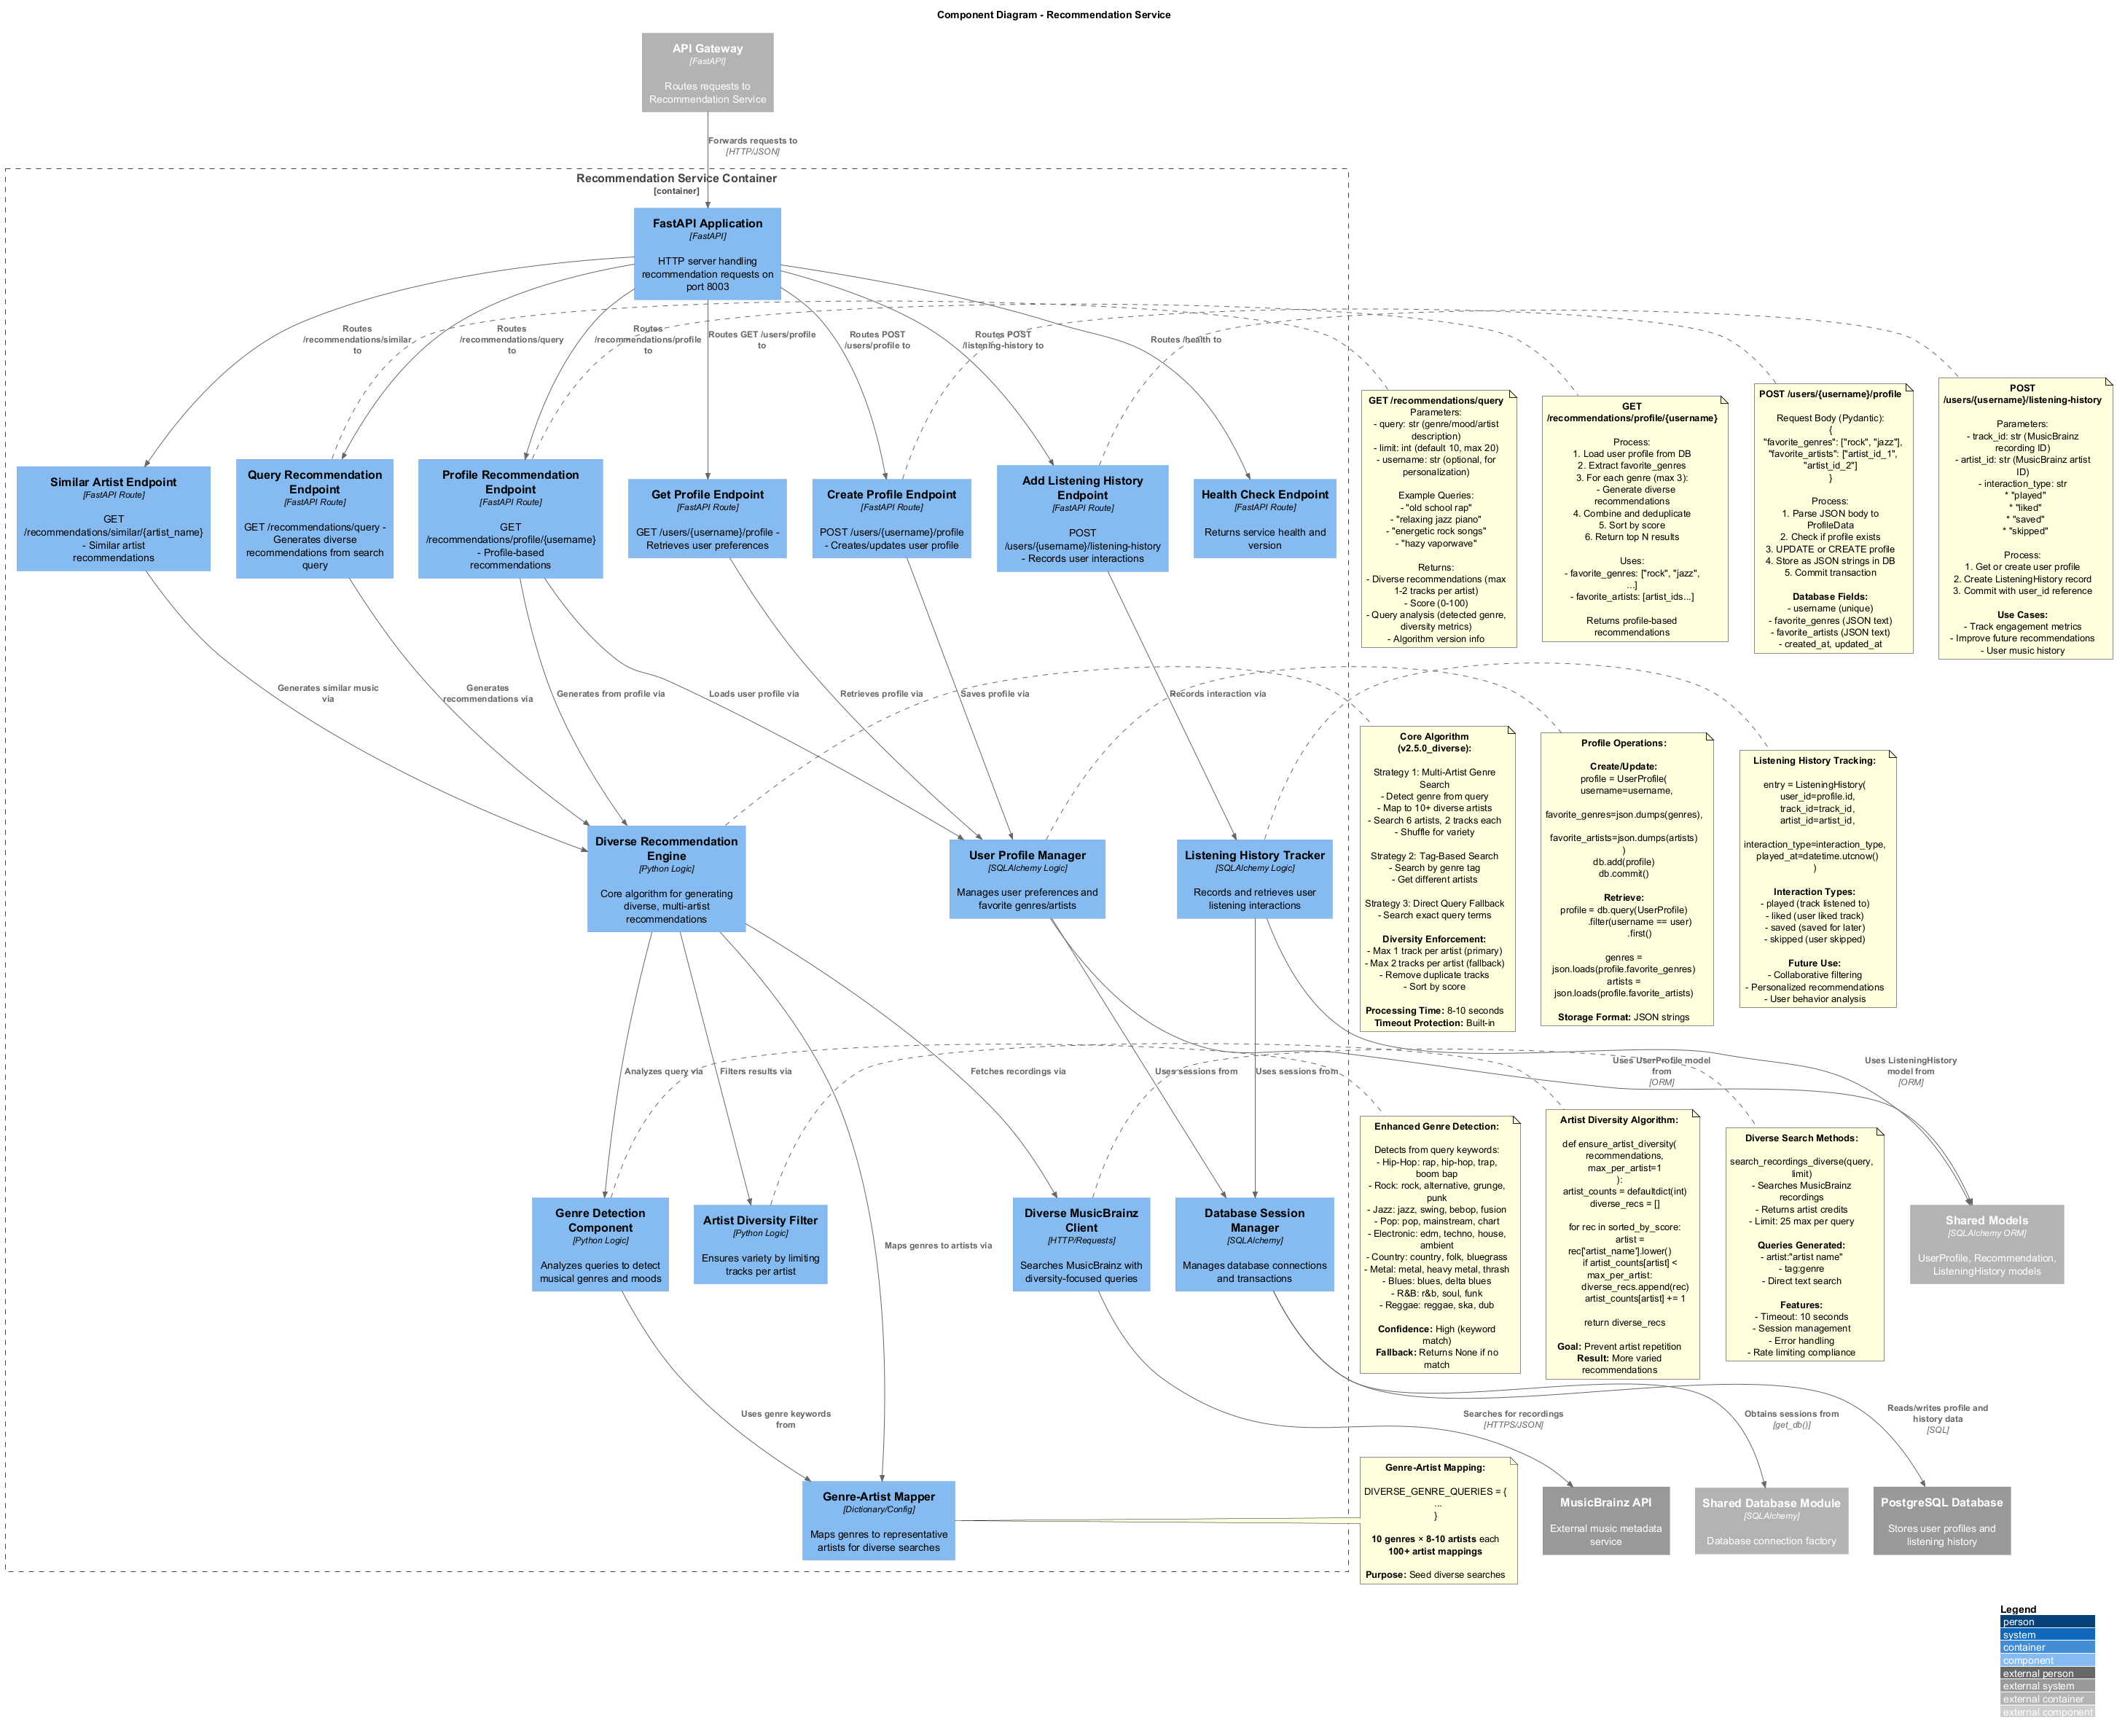 Component Diagram - Recommendation Service
API Gateway
[FastAPI]
Routes requests to
Recommendation Service
Forwards requests to
[HTTP/JSON]
Recommendation Service Container
[container]
FastAPI Application
[FastAPI]
HTTP server handling
recommendation requests on
port 8003
Routes
/recommendations/similar
to
Routes
/recommendations/query
to
Routes
/recommendations/profile
to
Routes GET /users/profile
to
Routes POST
/users/profile to
Routes POST
/listening-history to
Routes /health to
Similar Artist Endpoint
[FastAPI Route]
GET
/recommendations/similar/{artist_name}
- Similar artist
recommendations
Query Recommendation
Endpoint
[FastAPI Route]
GET /recommendations/query -
Generates diverse
recommendations from search
query
Profile Recommendation
Endpoint
[FastAPI Route]
GET
/recommendations/profile/{username}
- Profile-based
recommendations
Get Profile Endpoint
[FastAPI Route]
GET /users/{username}/profile -
Retrieves user preferences
Create Profile Endpoint
[FastAPI Route]
POST /users/{username}/profile
- Creates/updates user profile
Add Listening History
Endpoint
[FastAPI Route]
POST
/users/{username}/listening-history
- Records user interactions
Health Check Endpoint
[FastAPI Route]
Returns service health and
version
GET /recommendations/query
Parameters:
- query: str (genre/mood/artist
description)
- limit: int (default 10, max 20)
- username: str (optional, for
personalization)
Example Queries:
- "old school rap"
- "relaxing jazz piano"
- "energetic rock songs"
- "hazy vaporwave"
Returns:
- Diverse recommendations (max
1-2 tracks per artist)
- Score (0-100)
- Query analysis (detected genre,
diversity metrics)
- Algorithm version info
GET
/recommendations/profile/{username}
Process:
1. Load user profile from DB
2. Extract favorite_genres
3. For each genre (max 3):
- Generate diverse
recommendations
4. Combine and deduplicate
5. Sort by score
6. Return top N results
Uses:
- favorite_genres: ["rock", "jazz",
...]
- favorite_artists: [artist_ids...]
Returns profile-based
recommendations
POST /users/{username}/profile
Request Body (Pydantic):
{
"favorite_genres": ["rock", "jazz"],
"favorite_artists": ["artist_id_1",
"artist_id_2"]
}
Process:
1. Parse JSON body to
ProfileData
2. Check if profile exists
3. UPDATE or CREATE profile
4. Store as JSON strings in DB
5. Commit transaction
Database Fields:
- username (unique)
- favorite_genres (JSON text)
- favorite_artists (JSON text)
- created_at, updated_at
POST
/users/{username}/listening-history
Parameters:
- track_id: str (MusicBrainz
recording ID)
- artist_id: str (MusicBrainz artist
ID)
- interaction_type: str
* "played"
* "liked"
* "saved"
* "skipped"
Process:
1. Get or create user profile
2. Create ListeningHistory record
3. Commit with user_id reference
Use Cases:
- Track engagement metrics
- Improve future recommendations
- User music history
Generates similar music
via
Generates
recommendations via
Generates from profile via
Loads user profile via
Retrieves profile via
Saves profile via
Records interaction via
Diverse Recommendation
Engine
[Python Logic]
Core algorithm for generating
diverse, multi-artist
recommendations
User Profile Manager
[SQLAlchemy Logic]
Manages user preferences and
favorite genres/artists
Listening History Tracker
[SQLAlchemy Logic]
Records and retrieves user
listening interactions
Core Algorithm
(v2.5.0_diverse):
Strategy 1: Multi-Artist Genre
Search
- Detect genre from query
- Map to 10+ diverse artists
- Search 6 artists, 2 tracks each
- Shuffle for variety
Strategy 2: Tag-Based Search
- Search by genre tag
- Get different artists
Strategy 3: Direct Query Fallback
- Search exact query terms
Diversity Enforcement:
- Max 1 track per artist (primary)
- Max 2 tracks per artist (fallback)
- Remove duplicate tracks
- Sort by score
Processing Time: 8-10 seconds
Timeout Protection: Built-in
Profile Operations:
Create/Update:
profile = UserProfile(
username=username,
favorite_genres=json.dumps(genres),
favorite_artists=json.dumps(artists)
)
db.add(profile)
db.commit()
Retrieve:
profile = db.query(UserProfile)
.filter(username == user)
.first()
genres =
json.loads(profile.favorite_genres)
artists =
json.loads(profile.favorite_artists)
Storage Format: JSON strings
Listening History Tracking:
entry = ListeningHistory(
user_id=profile.id,
track_id=track_id,
artist_id=artist_id,
interaction_type=interaction_type,
played_at=datetime.utcnow()
)
Interaction Types:
- played (track listened to)
- liked (user liked track)
- saved (saved for later)
- skipped (user skipped)
Future Use:
- Collaborative filtering
- Personalized recommendations
- User behavior analysis
Analyzes query via
Filters results via
Fetches recordings via
Uses sessions from
Uses sessions from
Uses UserProfile model
from
[ORM]
Uses ListeningHistory
model from
[ORM]
Maps genres to artists via
Genre Detection
Component
[Python Logic]
Analyzes queries to detect
musical genres and moods
Artist Diversity Filter
[Python Logic]
Ensures variety by limiting
tracks per artist
Diverse MusicBrainz
Client
[HTTP/Requests]
Searches MusicBrainz with
diversity-focused queries
Database Session
Manager
[SQLAlchemy]
Manages database connections
and transactions
Enhanced Genre Detection:
Detects from query keywords:
- Hip-Hop: rap, hip-hop, trap,
boom bap
- Rock: rock, alternative, grunge,
punk
- Jazz: jazz, swing, bebop, fusion
- Pop: pop, mainstream, chart
- Electronic: edm, techno, house,
ambient
- Country: country, folk, bluegrass
- Metal: metal, heavy metal, thrash
- Blues: blues, delta blues
- R&B: r&b, soul, funk
- Reggae: reggae, ska, dub
Confidence: High (keyword
match)
Fallback: Returns None if no
match
Artist Diversity Algorithm:
def ensure_artist_diversity(
recommendations,
max_per_artist=1
):
artist_counts = defaultdict(int)
diverse_recs = []
for rec in sorted_by_score:
artist =
rec['artist_name'].lower()
if artist_counts[artist] <
max_per_artist:
diverse_recs.append(rec)
artist_counts[artist] += 1
return diverse_recs
Goal: Prevent artist repetition
Result: More varied
recommendations
Diverse Search Methods:
search_recordings_diverse(query,
limit)
- Searches MusicBrainz
recordings
- Returns artist credits
- Limit: 25 max per query
Queries Generated:
- artist:"artist name"
- tag:genre
- Direct text search
Features:
- Timeout: 10 seconds
- Session management
- Error handling
- Rate limiting compliance
Shared Models
[SQLAlchemy ORM]
UserProfile, Recommendation,
ListeningHistory models
Uses genre keywords
from
Searches for recordings
[HTTPS/JSON]
Obtains sessions from
[get_db()]
Reads/writes profile and
history data
[SQL]
Genre-Artist Mapper
[Dictionary/Config]
Maps genres to representative
artists for diverse searches
Genre-Artist Mapping:
DIVERSE_GENRE_QUERIES = {
...
}
10 genres × 8-10 artists each
100+ artist mappings
Purpose: Seed diverse searches
MusicBrainz API
External music metadata
service
Shared Database Module
[SQLAlchemy]
Database connection factory
PostgreSQL Database
Stores user profiles and
listening history
Legend
person
system
container
component
external person
external system
external container
external component